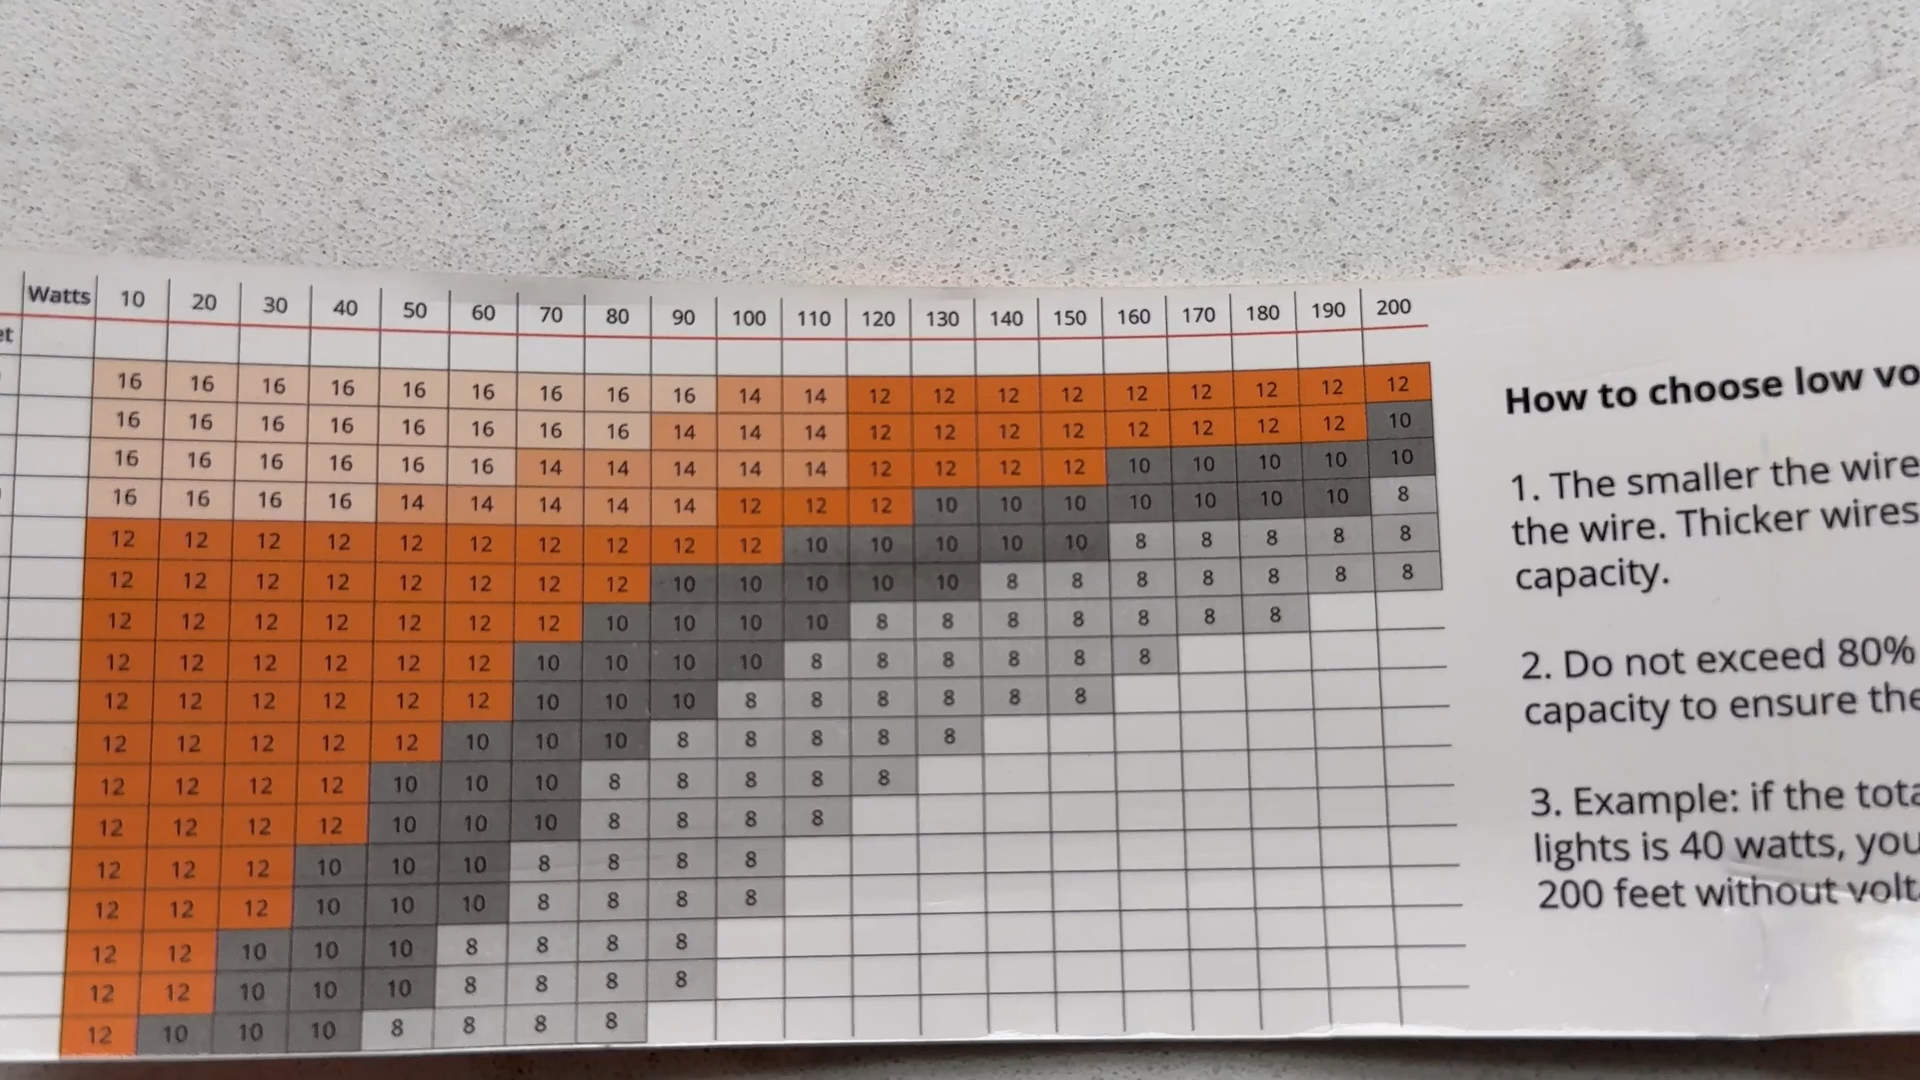 Watts 10 20 30 40 50 60 70 80 90 100 110 120 130 140 150 160 170 180 190 200
et
16 16 16 16 16 16 16 16 16 14 14 12 12 12 12 12 12 12 12 12
16 16 16 16 16 16 16 16 14 14 14 12 12 12 12 12 12 12 12 10
16 16 16 16 16 16 14 14 14 14 14 12 12 12 12 10 10 10 10 10
16 16 16 16 14 14 14 14 14 12 12 12 10 10 10 10 10 10 10 8
12 12 12 12 12 12 12 12 12 12 10 10 10 10 10 8 8 8 8 8
12 12 12 12 12 12 12 12 10 10 10 10 10 8 8 8 8 8 8 8
12 12 12 12 12 12 12 10 10 10 10 8 8 8 8 8 8 8
12 12 12 12 12 12 10 10 10 10 8 8 8 8 8 8
12 12 12 12 12 12 10 10 10 8 8 8 8 8 8
12 12 12 12 12 10 10 10 8 8 8 8 8
12 12 12 12 10 10 10 8 8 8 8 8
12 12 12 12 10 10 10 8 8 8 8
12 12 12 10 10 10 8 8 8 8
12 12 12 10 10 10 8 8 8 8
12 12 10 10 10 8 8 8 8
12 12 10 10 10 8 8 8 8
12 10 10 10 8 8 8 8
How to choose low vo
1. The smaller the wire
the wire. Thicker wires
capacity.
2. Do not exceed 80%
capacity to ensure the
3. Example: if the tota
lights is 40 watts, you
200 feet without volt